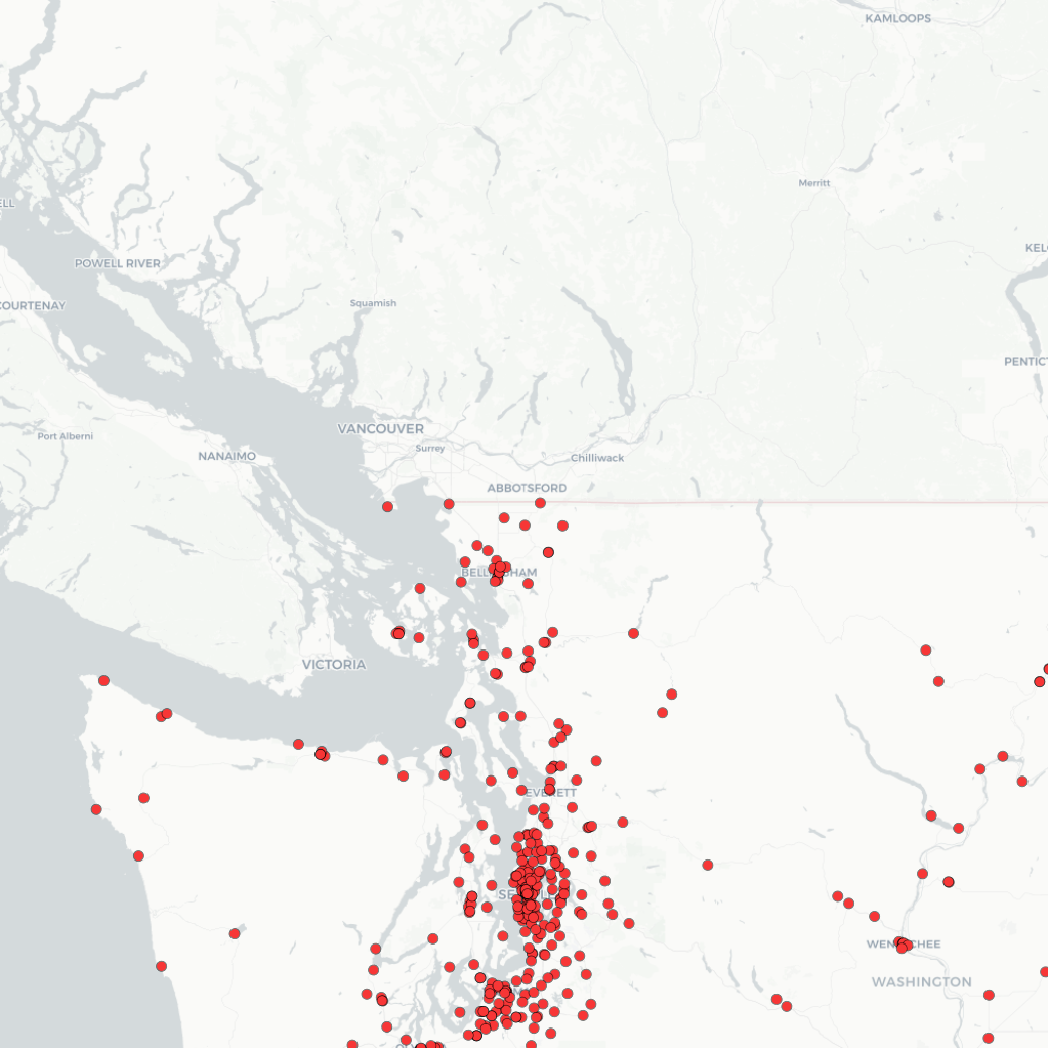 KAMLOOPS
Merritt
ELL
KEL
POWELL RIVER
COURTENAY
Squamish
PENTICT
VANCOUVER
Port Alberni
Surrey
NANAIMO
Chilliwack
ABBOTSFORD
BELLINGHAM
VICTORIA
EVERETT
WENATCHEE
WASHINGTON